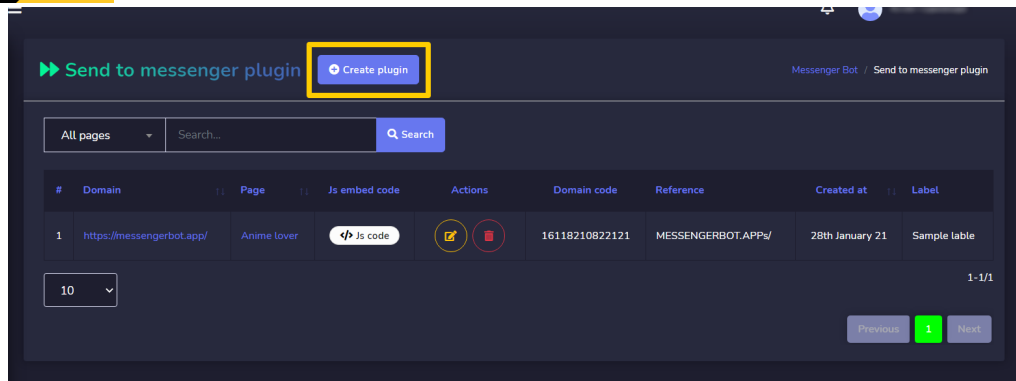 Send to messenger plugin
Create plugin
Messenger Bot / Send to messenger plugin
All pages
Search...
Search
# Domain Page Js embed code Actions Domain code Reference Created at Label
1 https://messengerbot.app/ Anime lover </> Js code 16118210822121 MESSENGERBOT.APPs/ 28th January 21 Sample lable
10
1-1/1
Previous 1 Next